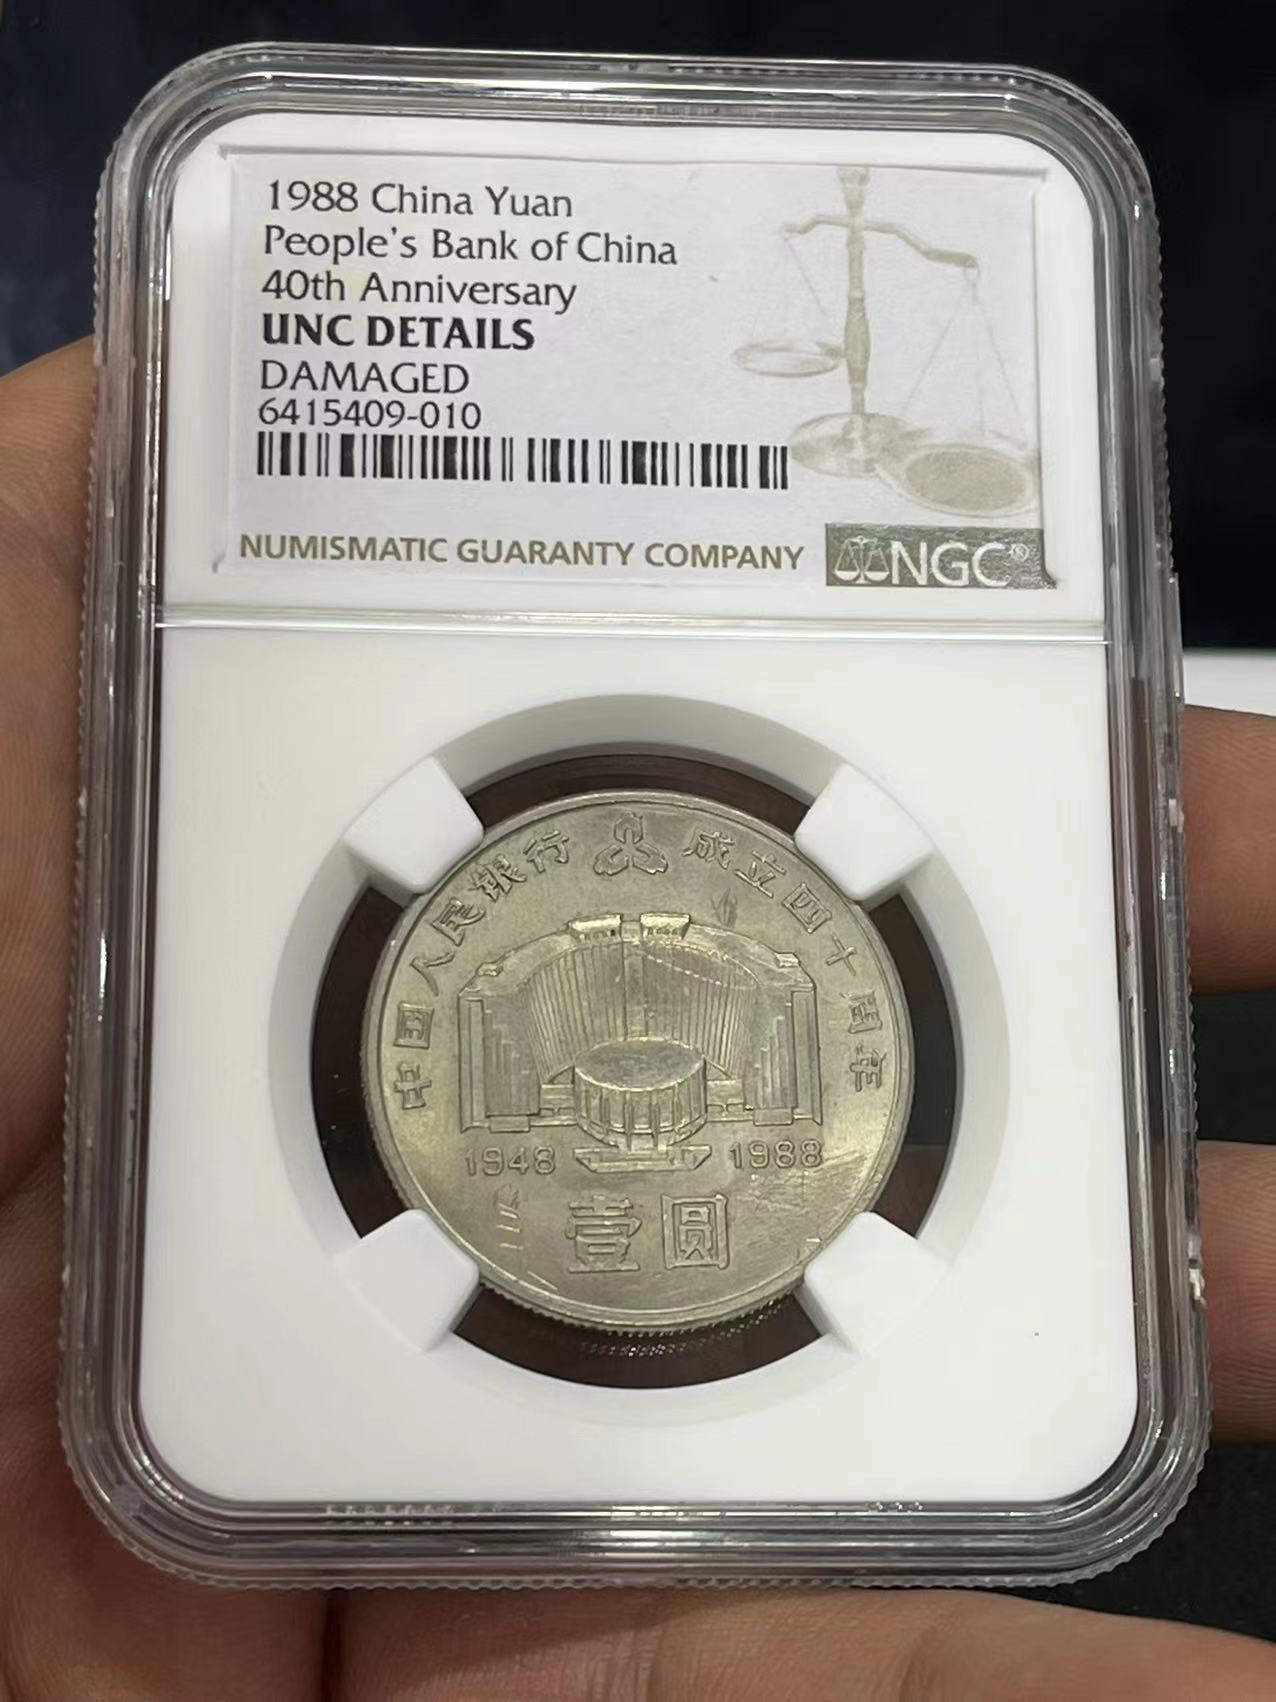 1988 China Yuan
People's Bank of China
40th Anniversary
UNC DETAILS
DAMAGED
6415409-010
NUMISMATIC GUARANTY COMPANY
NGC®
中国人民银行 成立四十周年
1948 1988
壹圆